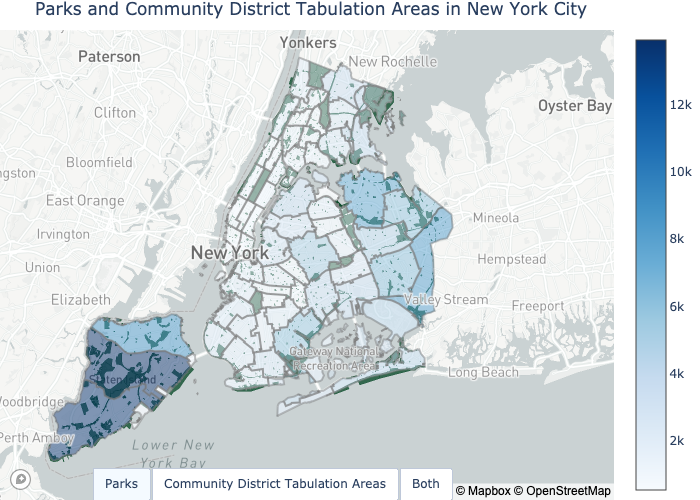 Parks and Community District Tabulation Areas in New York City
Yonkers
Paterson
New Rochelle
Oyster Bay
Clifton
Bloomfield
ngston
East Orange
Mineola
Irvington
New York
Hempstead
Union
Elizabeth
Valley Stream
Freeport
Gateway National
Recreation Area
Long Beach
Staten Island
Woodbridge
Perth Amboy
Lower New
York Bay
12k
10k
8k
6k
4k
2k
Parks
Community District Tabulation Areas
Both
© Mapbox © OpenStreetMap